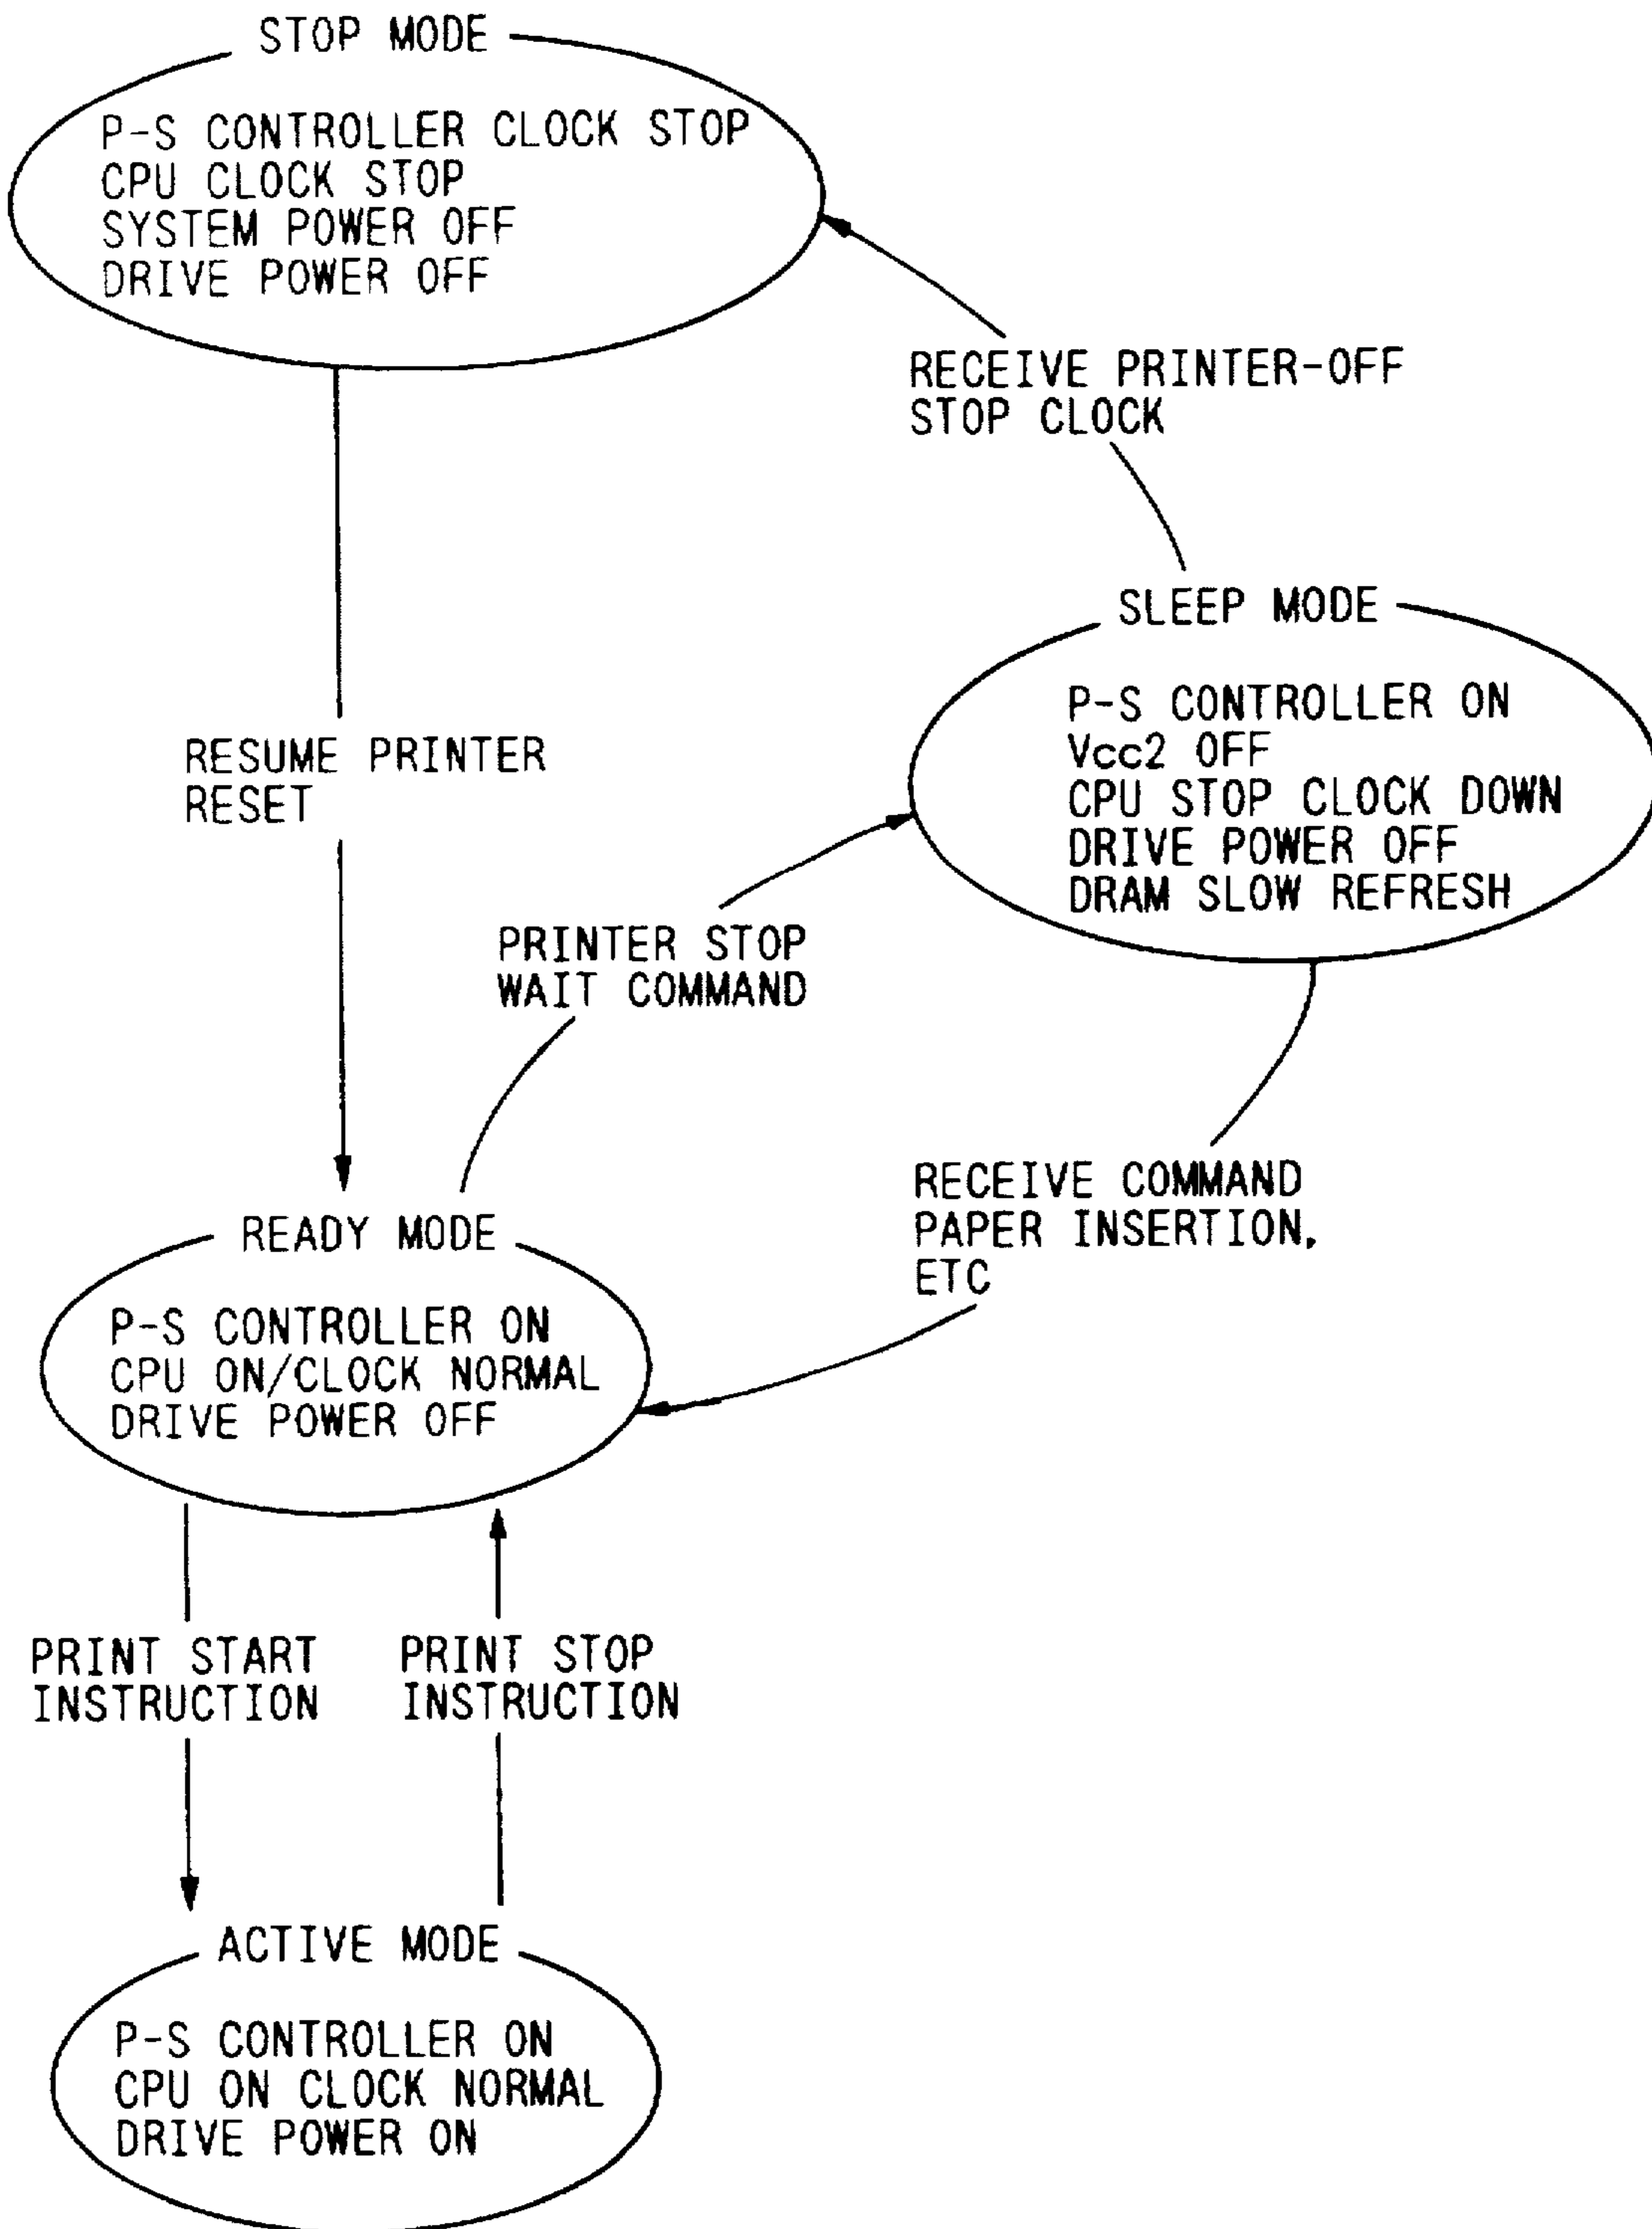 STOP MODE
P-S CONTROLLER CLOCK STOP
CPU CLOCK STOP
SYSTEM POWER OFF
DRIVE POWER OFF
RECEIVE PRINTER-OFF
STOP CLOCK
SLEEP MODE
P-S CONTROLLER ON
Vcc2 OFF
CPU STOP CLOCK DOWN
DRIVE POWER OFF
DRAM SLOW REFRESH
RESUME PRINTER
RESET
PRINTER STOP
WAIT COMMAND
RECEIVE COMMAND
PAPER INSERTION,
ETC
READY MODE
P-S CONTROLLER ON
CPU ON/CLOCK NORMAL
DRIVE POWER OFF
PRINT START
INSTRUCTION
PRINT STOP
INSTRUCTION
ACTIVE MODE
P-S CONTROLLER ON
CPU ON CLOCK NORMAL
DRIVE POWER ON